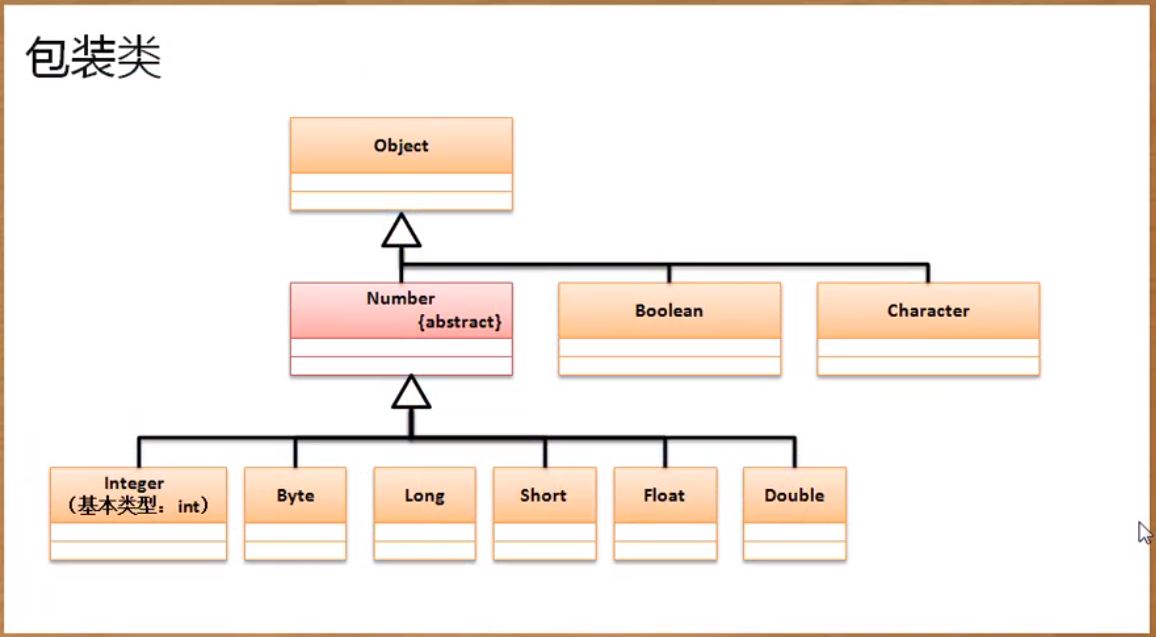 包装类
Object
Number
{abstract}
Boolean
Character
Integer
（基本类型：int）
Byte
Long
Short
Float
Double